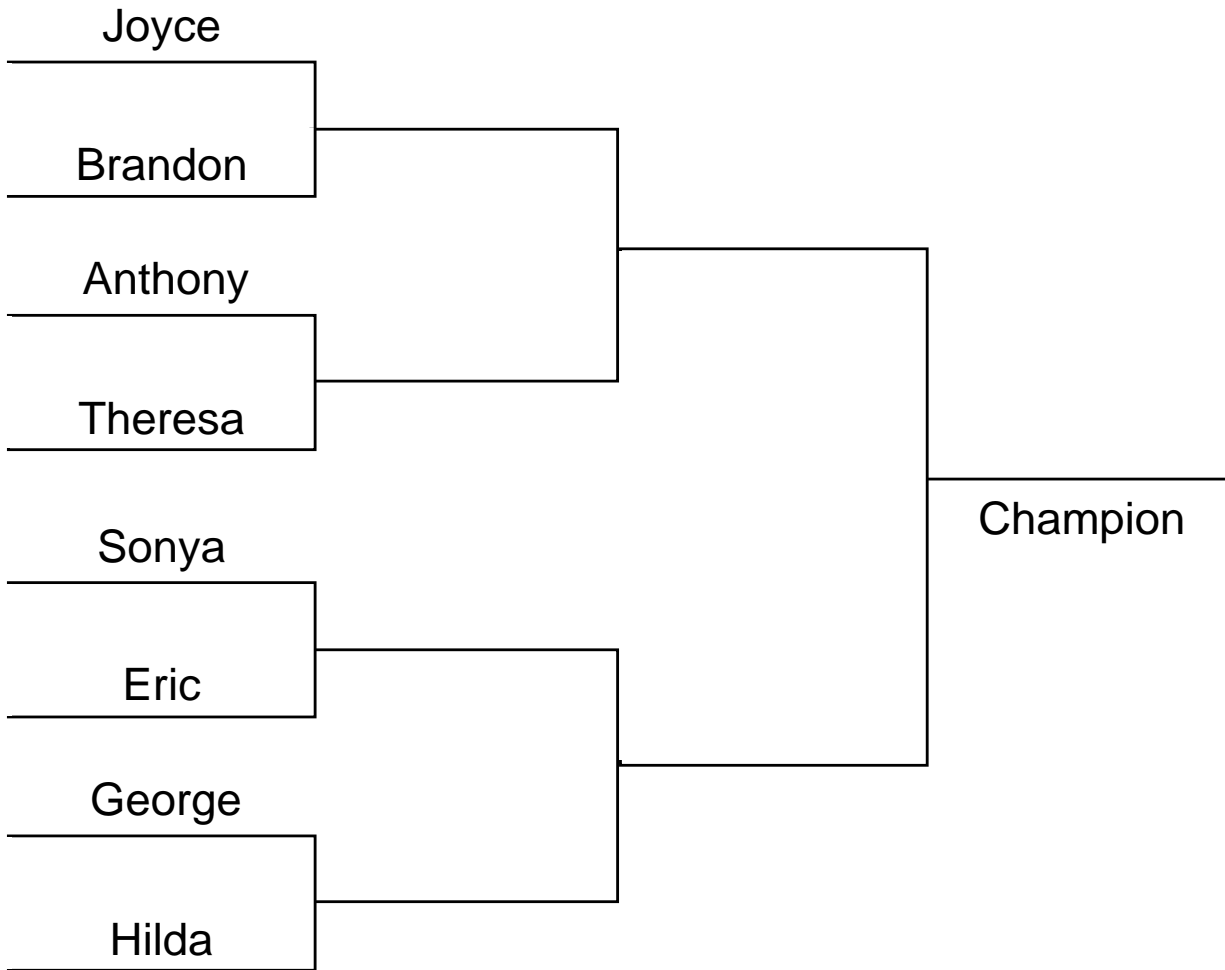 Joyce
Brandon
Anthony
Theresa
Sonya
Eric
George
Hilda
Champion